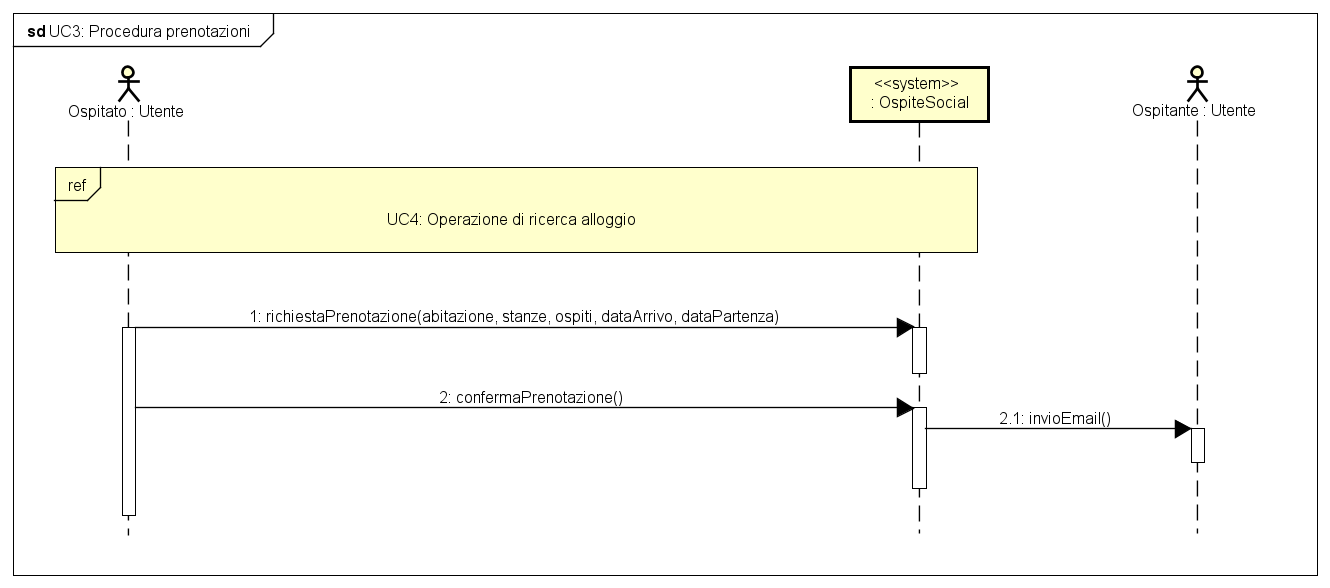 sd UC3: Procedura prenotazioni
Ospitato : Utente
<<system>>
: OspiteSocial
Ospitante : Utente
ref
UC4: Operazione di ricerca alloggio
1: richiestaPrenotazione(abitazione, stanze, ospiti, dataArrivo, dataPartenza)
2: confermaPrenotazione()
2.1: invioEmail()